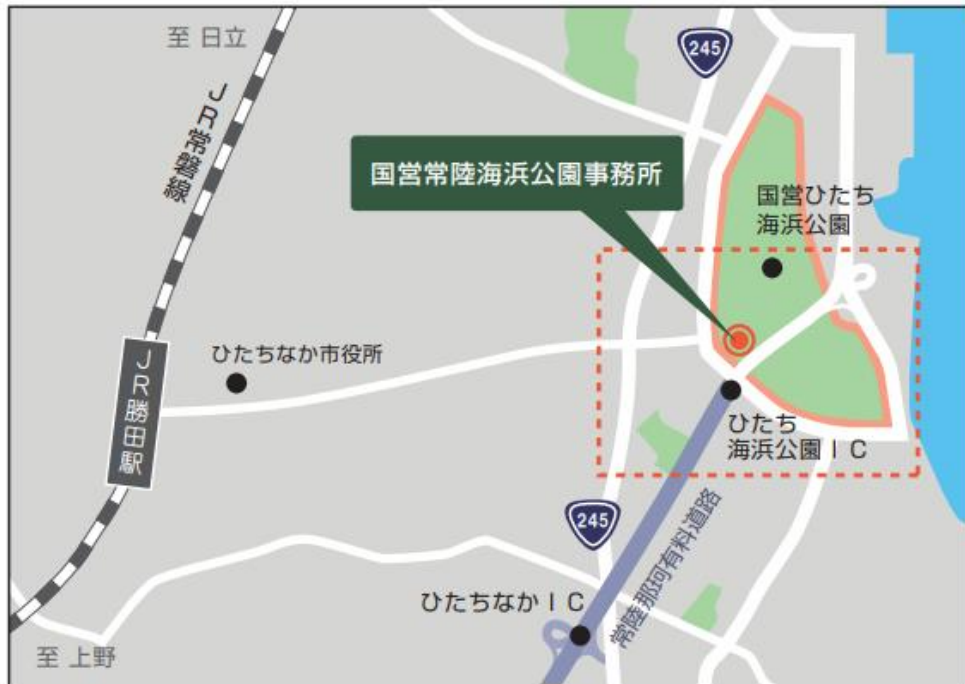 至 日立
245
JR常磐線
国営常陸海浜公園事務所
国営ひたち
海浜公園
ひたちなか市役所
JR勝田駅
ひたち
海浜公園IC
245
常陸那珂有料道路
ひたちなかIC
至 上野